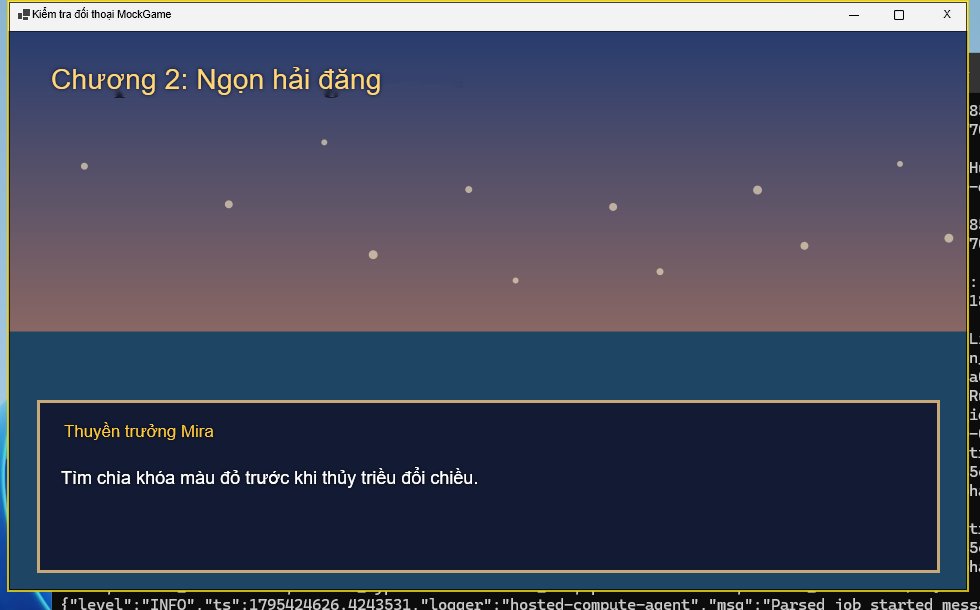 Kiểm tra đối thoại MockGame
X
Chương 2: Ngọn hải đăng
Thuyền trưởng Mira
Tìm chìa khóa màu đỏ trước khi thủy triều đổi chiều.
{"level":"INFO","ts":1795424626.4243531,"logger":"hosted-compute-agent","msg":"Parsed job started mes